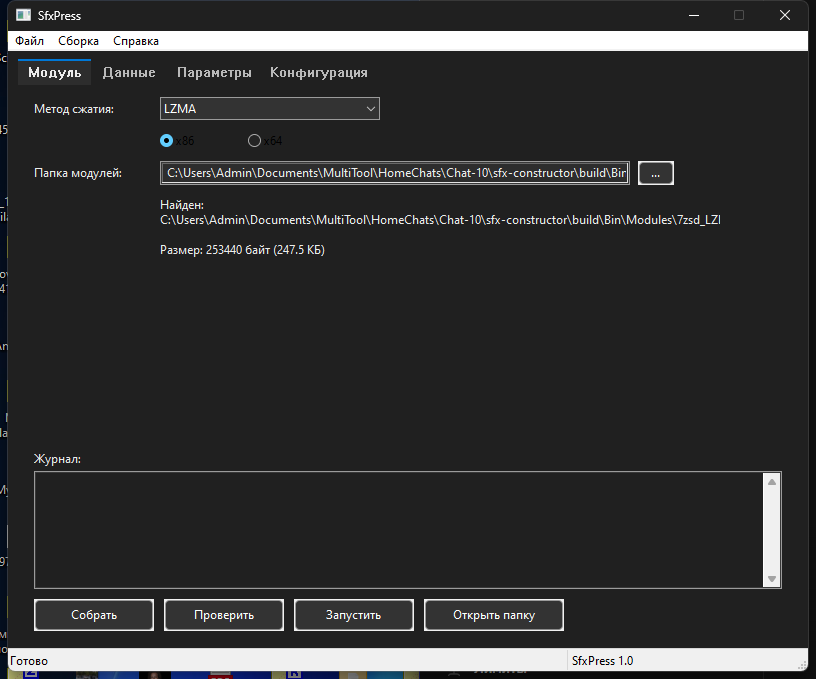 SfxPress
Файл Сборка Справка
Модуль Данные Параметры Конфигурация
Метод сжатия: LZMA
x86 x64
Папка модулей: C:\Users\Admin\Documents\MultiTool\HomeChats\Chat-10\sfx-constructor\build\Bin ...
Найден:
C:\Users\Admin\Documents\MultiTool\HomeChats\Chat-10\sfx-constructor\build\Bin\Modules\7zsd_LZ
Размер: 253440 байт (247.5 КБ)
Журнал:
Собрать Проверить Запустить Открыть папку
Готово SfxPress 1.0